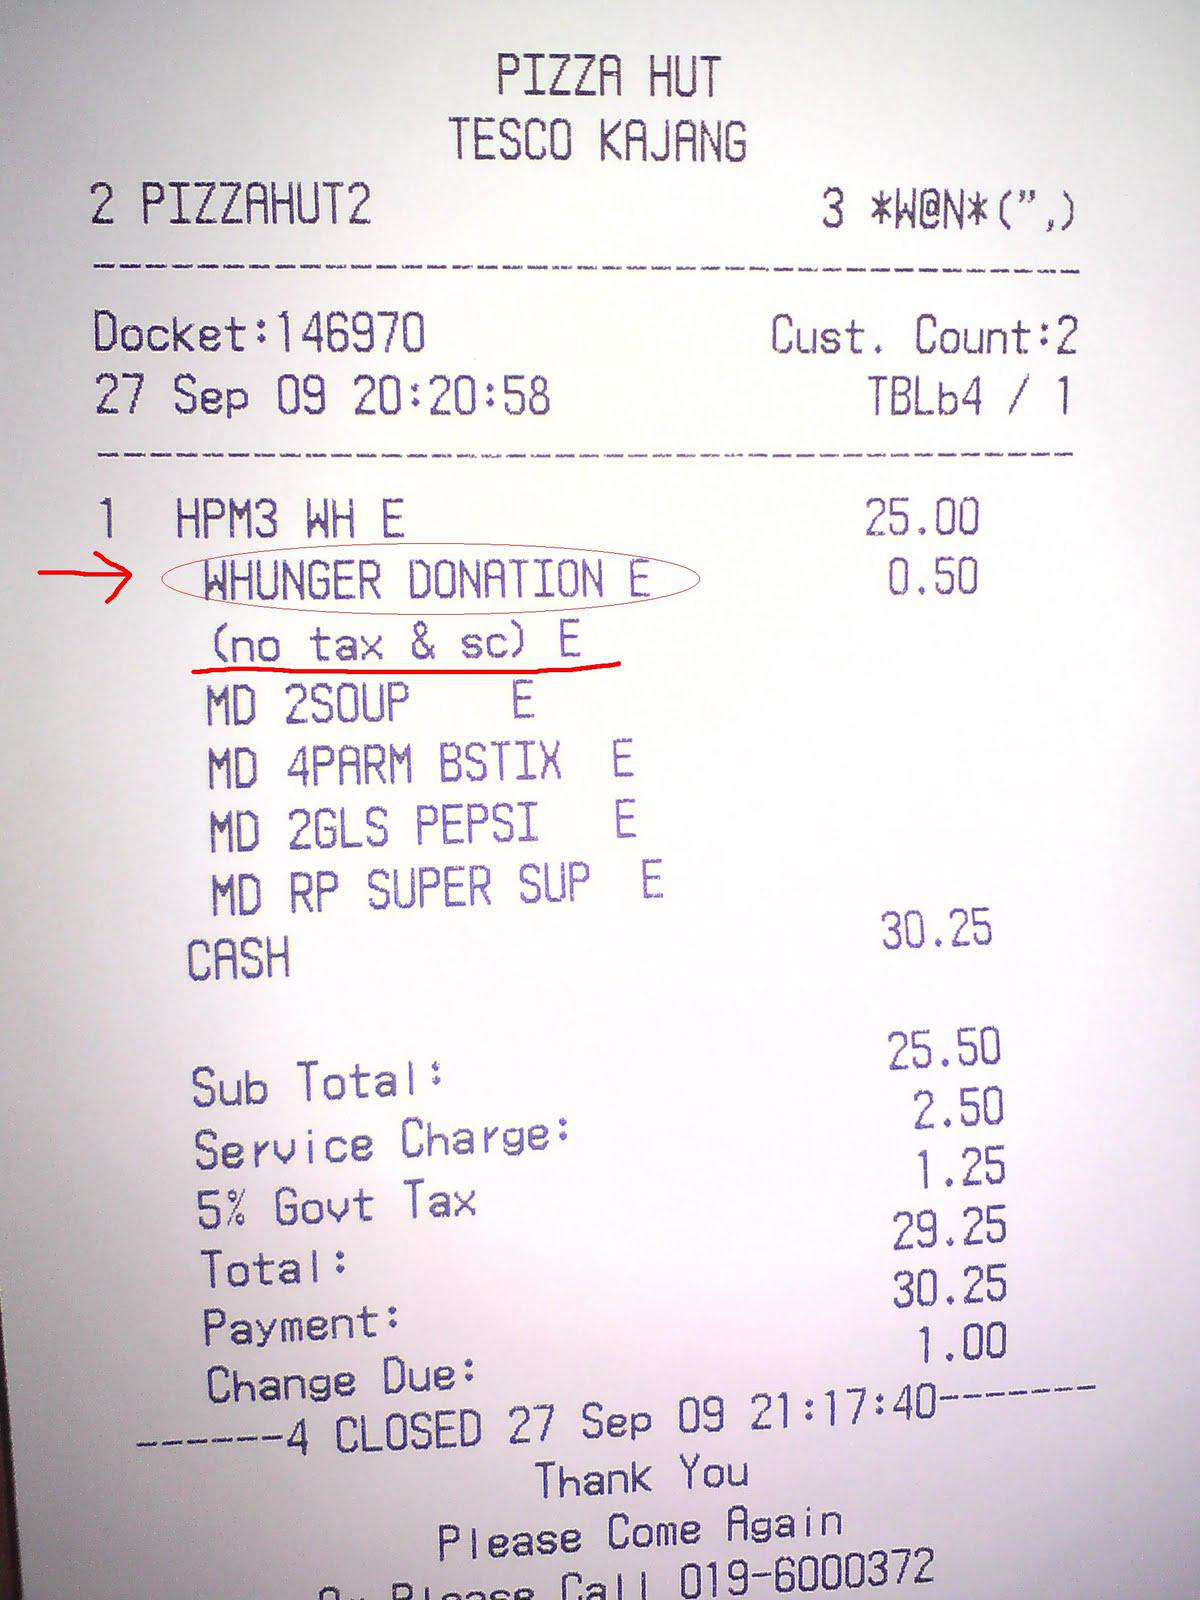 PIZZA HUT
TESCO KAJANG
2 PIZZAHUT2 3 *W@N*(",)
Docket:146970 Cust. Count:2
27 Sep 09 20:20:58 TBLb4 / 1
1 HPM3 WH E 25.00
WHUNGER DONATION E 0.50
(no tax & sc) E
MD 2SOUP E
MD 4PARM BSTIX E
MD 2GLS PEPSI E
MD RP SUPER SUP E
CASH 30.25
Sub Total: 25.50
Service Charge: 2.50
5% Govt Tax 1.25
Total: 29.25
Payment: 30.25
Change Due: 1.00
------4 CLOSED 27 Sep 09 21:17:40-------
Thank You
Please Come Again
Or Please Call 019-6000372